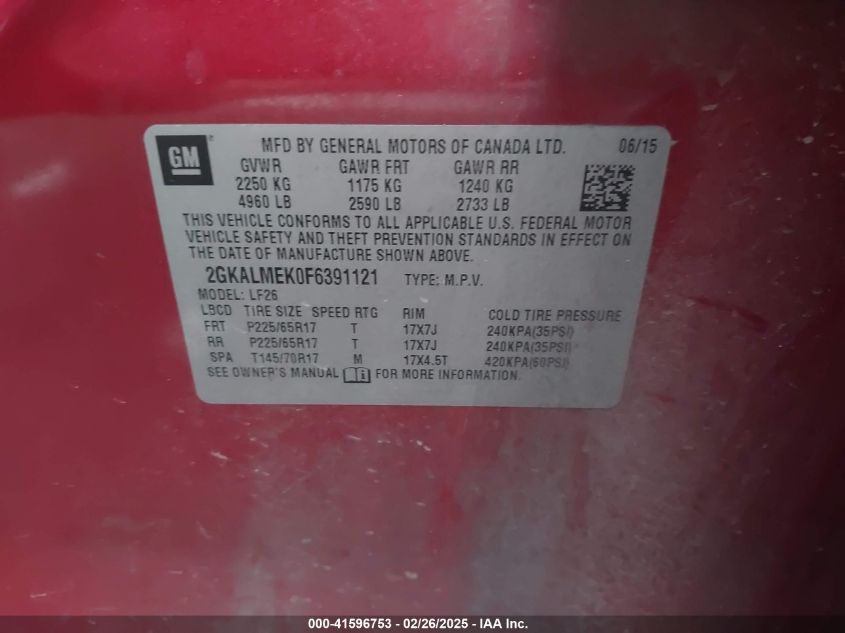 GM
MFD BY GENERAL MOTORS OF CANADA LTD. 06/15
GVWR GAWR FRT GAWR RR
2250 KG 1175 KG 1240 KG
4960 LB 2590 LB 2733 LB
THIS VEHICLE CONFORMS TO ALL APPLICABLE U.S. FEDERAL MOTOR
VEHICLE SAFETY AND THEFT PREVENTION STANDARDS IN EFFECT ON
THE DATE OF MANUFACTURE SHOWN ABOVE.
2GKALMEK0F6391121 TYPE: M.P.V.
MODEL: LF26
LBCD TIRE SIZE SPEED RTG RIM COLD TIRE PRESSURE
FRT P225/65R17 T 17X7J 240KPA(35PSI)
RR P225/65R17 T 17X7J 240KPA(35PSI)
SPA T145/70R17 M 17X4.5T 420KPA(60PSI)
SEE OWNER'S MANUAL FOR MORE INFORMATION.
000-41596753 - 02/26/2025 - IAA Inc.